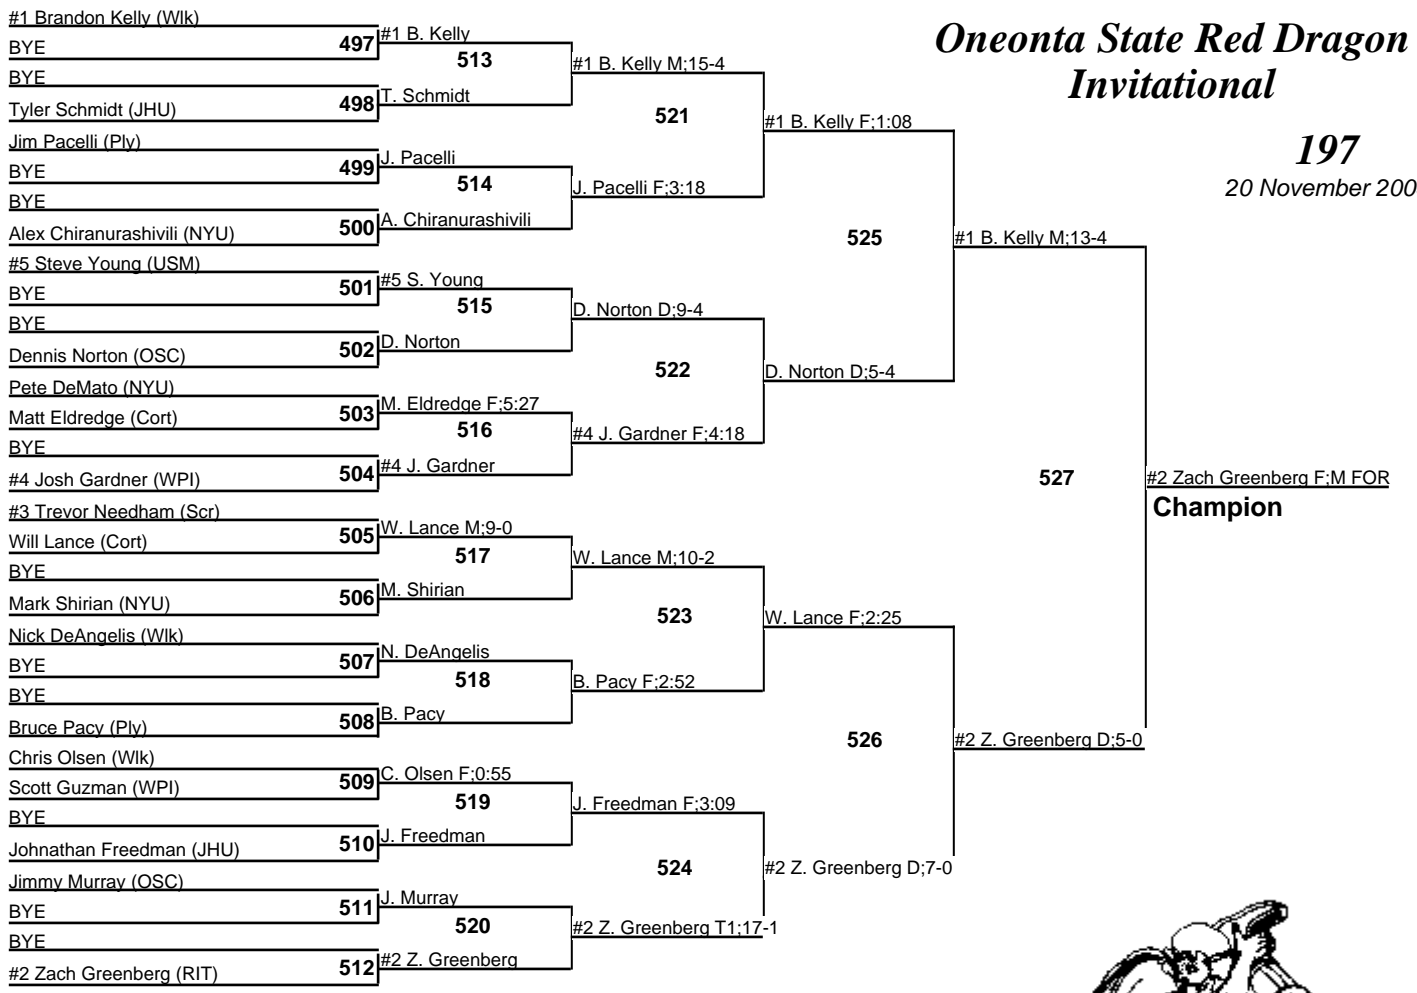 Oneonta State Red Dragon
Invitational
197
20 November 200
#1 Brandon Kelly (Wlk)
BYE
497
BYE
Tyler Schmidt (JHU)
498
Jim Pacelli (Ply)
BYE
499
BYE
Alex Chiranurashivili (NYU)
500
#5 Steve Young (USM)
BYE
501
BYE
Dennis Norton (OSC)
502
Pete DeMato (NYU)
Matt Eldredge (Cort)
503
BYE
#4 Josh Gardner (WPI)
504
#3 Trevor Needham (Scr)
Will Lance (Cort)
505
BYE
Mark Shirian (NYU)
506
Nick DeAngelis (Wlk)
BYE
507
BYE
Bruce Pacy (Ply)
508
Chris Olsen (Wlk)
Scott Guzman (WPI)
509
BYE
Johnathan Freedman (JHU)
510
Jimmy Murray (OSC)
BYE
511
BYE
#2 Zach Greenberg (RIT)
512
#1 B. Kelly
513
T. Schmidt
J. Pacelli
514
A. Chiranurashivili
#5 S. Young
515
D. Norton
M. Eldredge F;5:27
516
#4 J. Gardner
W. Lance M;9-0
517
M. Shirian
N. DeAngelis
518
B. Pacy
C. Olsen F;0:55
519
J. Freedman
J. Murray
520
#2 Z. Greenberg
#1 B. Kelly M;15-4
521
J. Pacelli F;3:18
D. Norton D;9-4
522
#4 J. Gardner F;4:18
W. Lance M;10-2
523
B. Pacy F;2:52
J. Freedman F;3:09
524
#2 Z. Greenberg T1;17-1
#1 B. Kelly F;1:08
525
D. Norton D;5-4
W. Lance F;2:25
526
#2 Z. Greenberg D;7-0
#1 B. Kelly M;13-4
527
#2 Z. Greenberg D;5-0
#2 Zach Greenberg F;M FOR
Champion